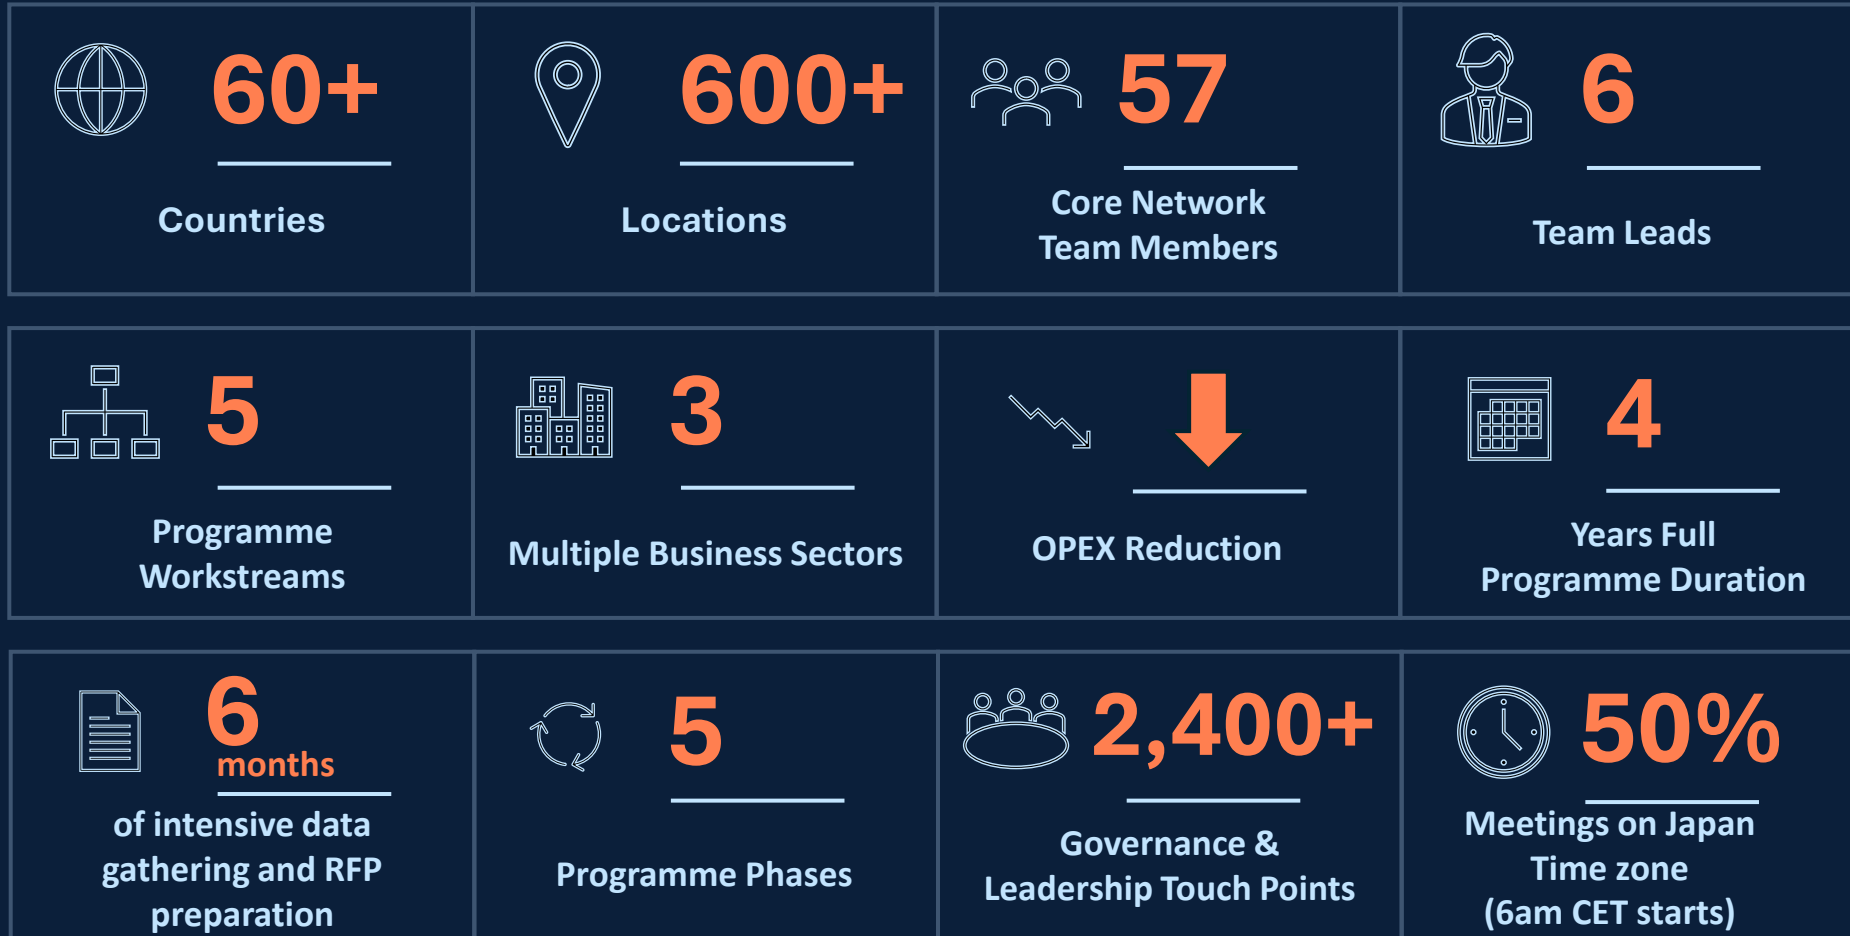 60+
Countries
600+
Locations
57
Core Network
Team Members
6
Team Leads
5
Programme
Workstreams
3
Multiple Business Sectors
OPEX Reduction
4
Years Full
Programme Duration
6
months
of intensive data
gathering and RFP
preparation
5
Programme Phases
2,400+
Governance &
Leadership Touch Points
50%
Meetings on Japan
Time zone
(6am CET starts)